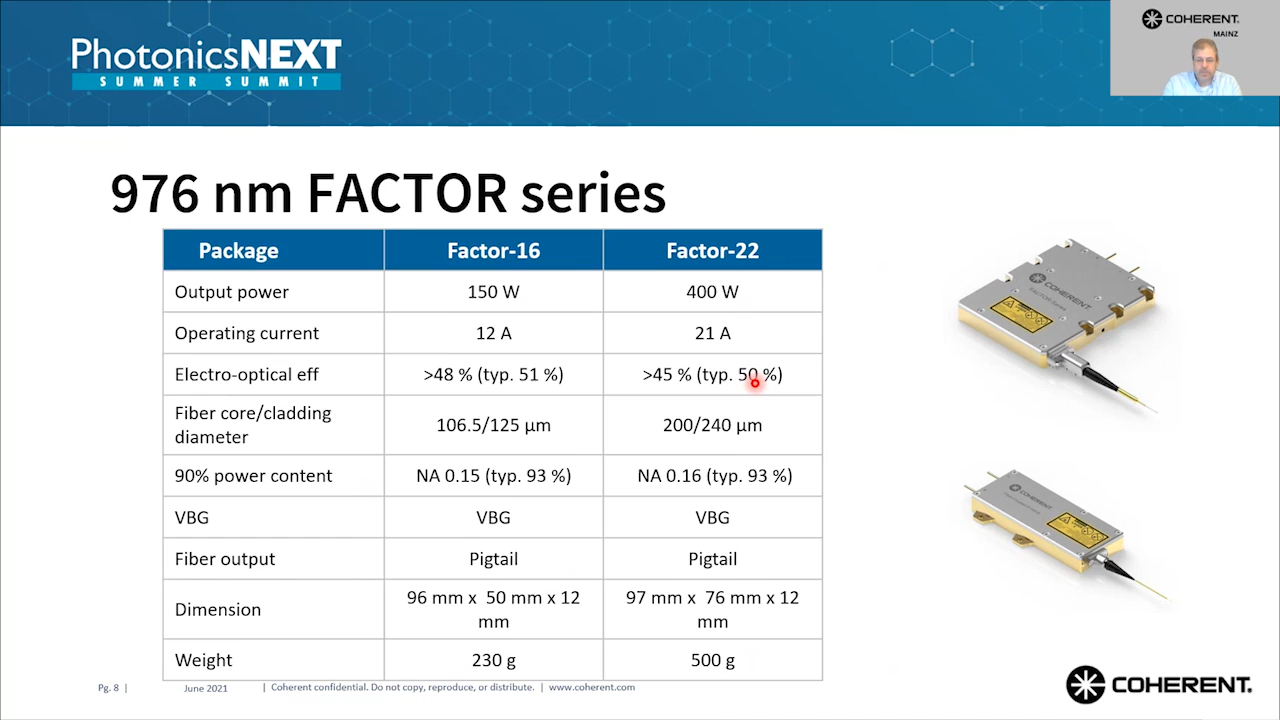 PhotonicsNEXT
SUMMER SUMMIT
COHERENT.
MAINZ
976 nm FACTOR series
Package Factor-16 Factor-22
Output power 150 W 400 W
Operating current 12 A 21 A
Electro-optical eff >48 % (typ. 51 %) >45 % (typ. 50 %)
Fiber core/cladding
diameter 106.5/125 µm 200/240 µm
90% power content NA 0.15 (typ. 93 %) NA 0.16 (typ. 93 %)
VBG VBG VBG
Fiber output Pigtail Pigtail
Dimension 96 mm x 50 mm x 12 97 mm x 76 mm x 12
mm mm
Weight 230 g 500 g
COHERENT.
FACTOR-Series
COHERENT
Pg. 8 | June 2021 | Coherent confidential. Do not copy, reproduce, or distribute. | www.coherent.com
COHERENT.